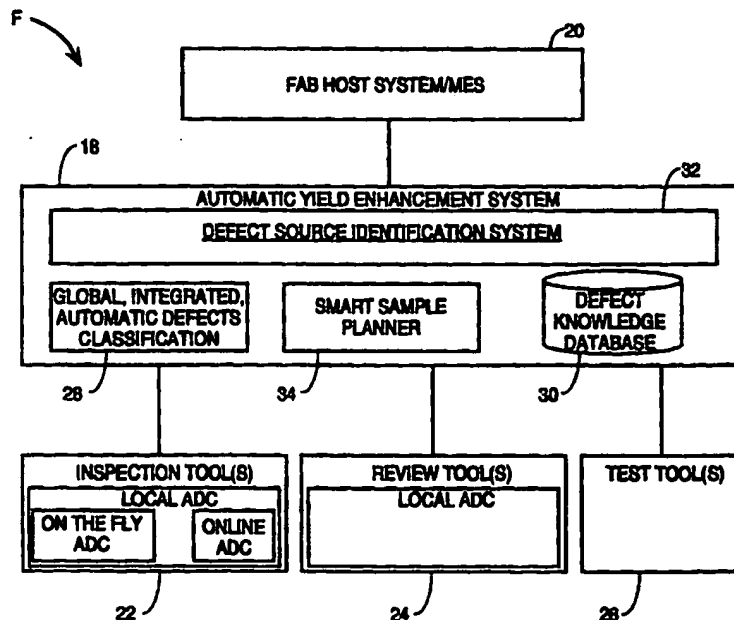 F
20
FAB HOST SYSTEM/MES
18
32
AUTOMATIC YIELD ENHANCEMENT SYSTEM
DEFECT SOURCE IDENTIFICATION SYSTEM
GLOBAL, INTEGRATED,
AUTOMATIC DEFECTS
CLASSIFICATION
SMART SAMPLE
PLANNER
DEFECT
KNOWLEDGE
DATABASE
28
34
30
INSPECTION TOOL(S)
LOCAL ADC
ON THE FLY
ADC
ONLINE
ADC
REVIEW TOOL(S)
LOCAL ADC
TEST TOOL(S)
22
24
26